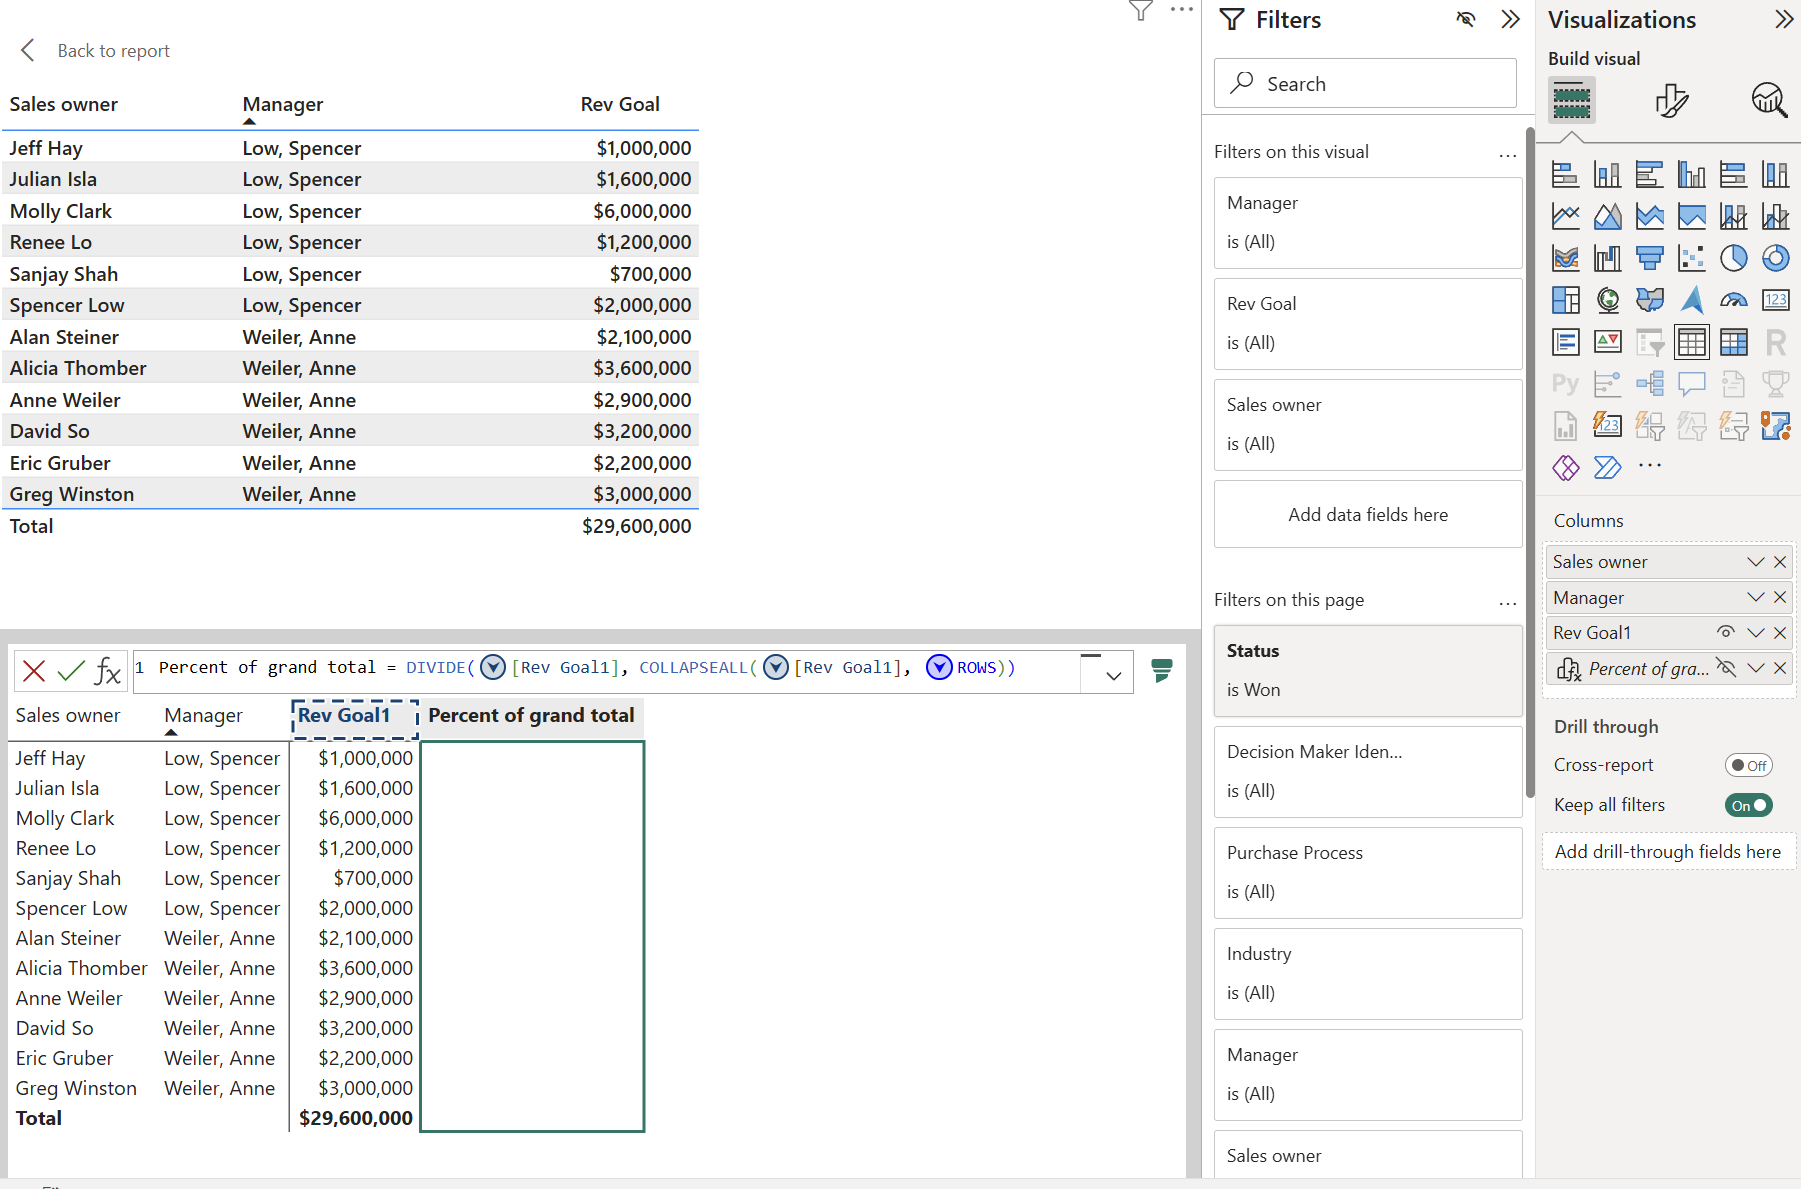 Back to report
Sales owner Manager Rev Goal
Jeff Hay Low, Spencer $1,000,000
Julian Isla Low, Spencer $1,600,000
Molly Clark Low, Spencer $6,000,000
Renee Lo Low, Spencer $1,200,000
Sanjay Shah Low, Spencer $700,000
Spencer Low Low, Spencer $2,000,000
Alan Steiner Weiler, Anne $2,100,000
Alicia Thomber Weiler, Anne $3,600,000
Anne Weiler Weiler, Anne $2,900,000
David So Weiler, Anne $3,200,000
Eric Gruber Weiler, Anne $2,200,000
Greg Winston Weiler, Anne $3,000,000
Total $29,600,000
fx
1 Percent of grand total = DIVIDE( [Rev Goal1], COLLAPSEALL( [Rev Goal1], ROWS))
Sales owner Manager Rev Goal1 Percent of grand total
Jeff Hay Low, Spencer $1,000,000
Julian Isla Low, Spencer $1,600,000
Molly Clark Low, Spencer $6,000,000
Renee Lo Low, Spencer $1,200,000
Sanjay Shah Low, Spencer $700,000
Spencer Low Low, Spencer $2,000,000
Alan Steiner Weiler, Anne $2,100,000
Alicia Thomber Weiler, Anne $3,600,000
Anne Weiler Weiler, Anne $2,900,000
David So Weiler, Anne $3,200,000
Eric Gruber Weiler, Anne $2,200,000
Greg Winston Weiler, Anne $3,000,000
Total $29,600,000
Filters
Search
Filters on this visual ...
Manager
is (All)
Rev Goal
is (All)
Sales owner
is (All)
Add data fields here
Filters on this page ...
Status
is Won
Decision Maker Iden...
is (All)
Purchase Process
is (All)
Industry
is (All)
Manager
is (All)
Sales owner
Visualizations
Build visual
123
R
Py
123
...
Columns
Sales owner
Manager
Rev Goal1
Percent of gra...
Drill through
Cross-report Off
Keep all filters On
Add drill-through fields here